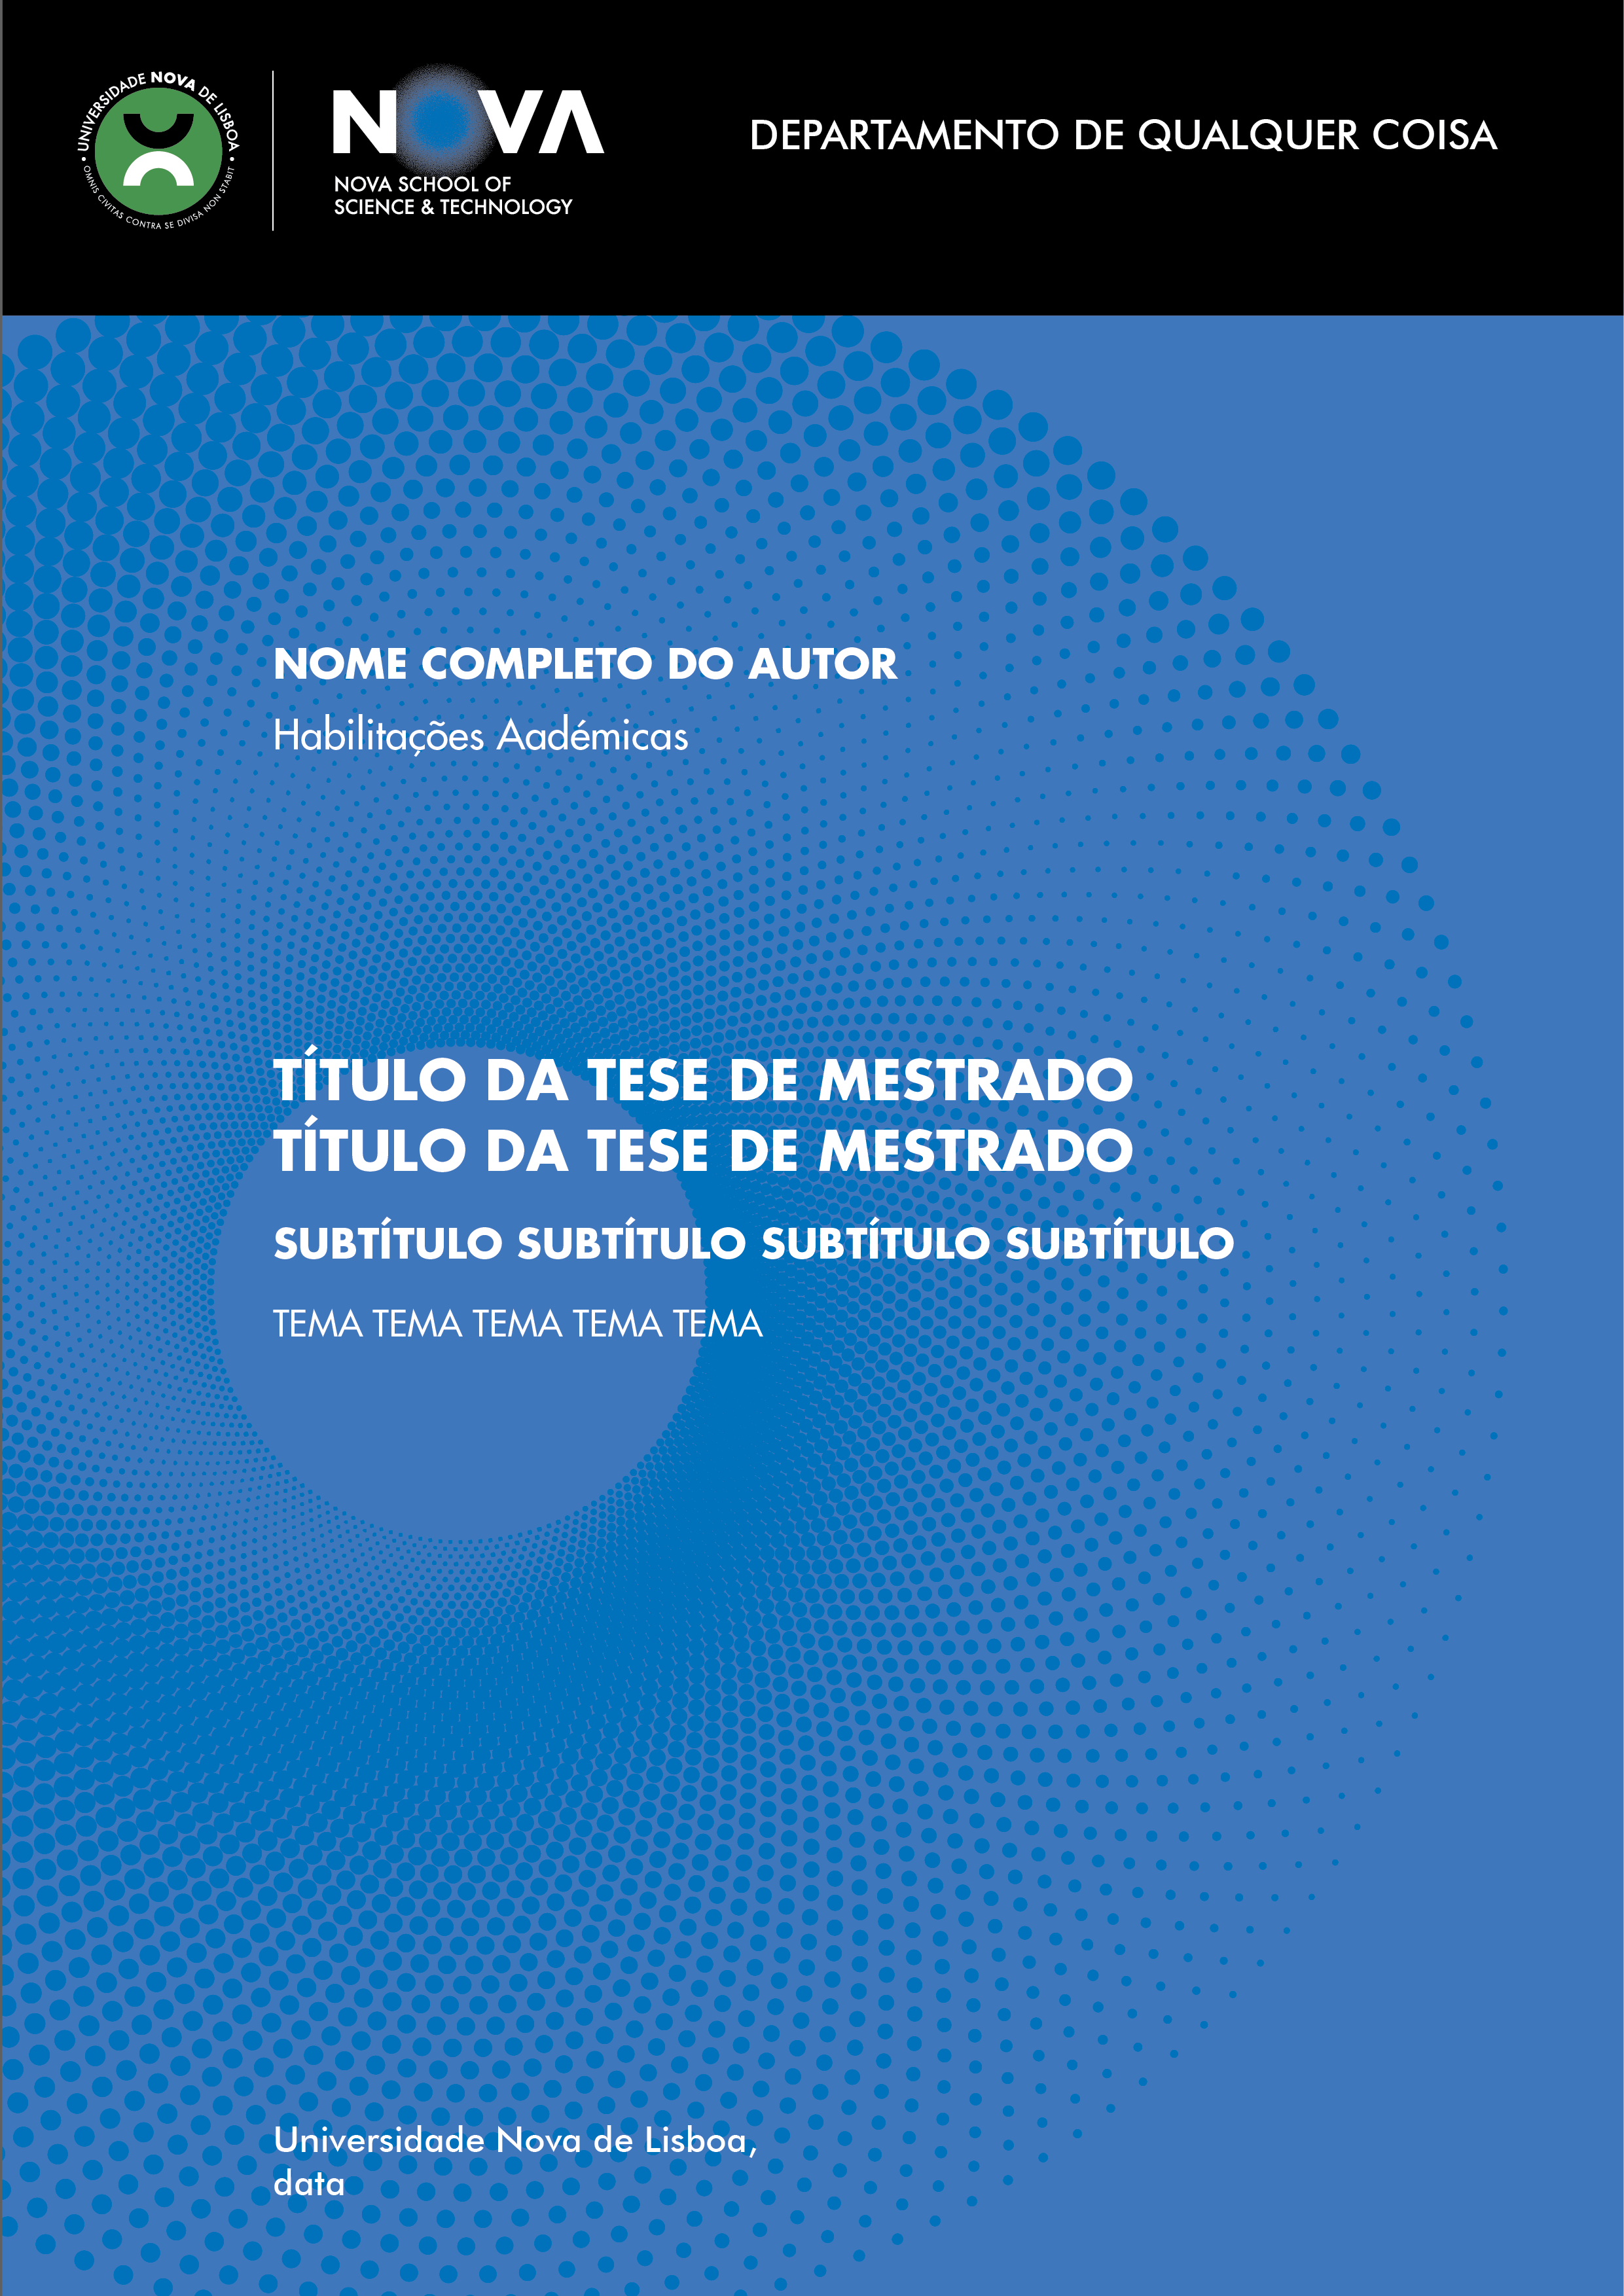 • UNIVERSIDADE NOVA DE LISBOA •
OMNIS CIVITAS CONTRA SE DIVISA NON STABIT
NOVA
NOVA SCHOOL OF
SCIENCE & TECHNOLOGY
DEPARTAMENTO DE QUALQUER COISA
NOME COMPLETO DO AUTOR
Habilitações Aadémicas
TÍTULO DA TESE DE MESTRADO
TÍTULO DA TESE DE MESTRADO
SUBTÍTULO SUBTÍTULO SUBTÍTULO SUBTÍTULO
TEMA TEMA TEMA TEMA TEMA
Universidade Nova de Lisboa,
data